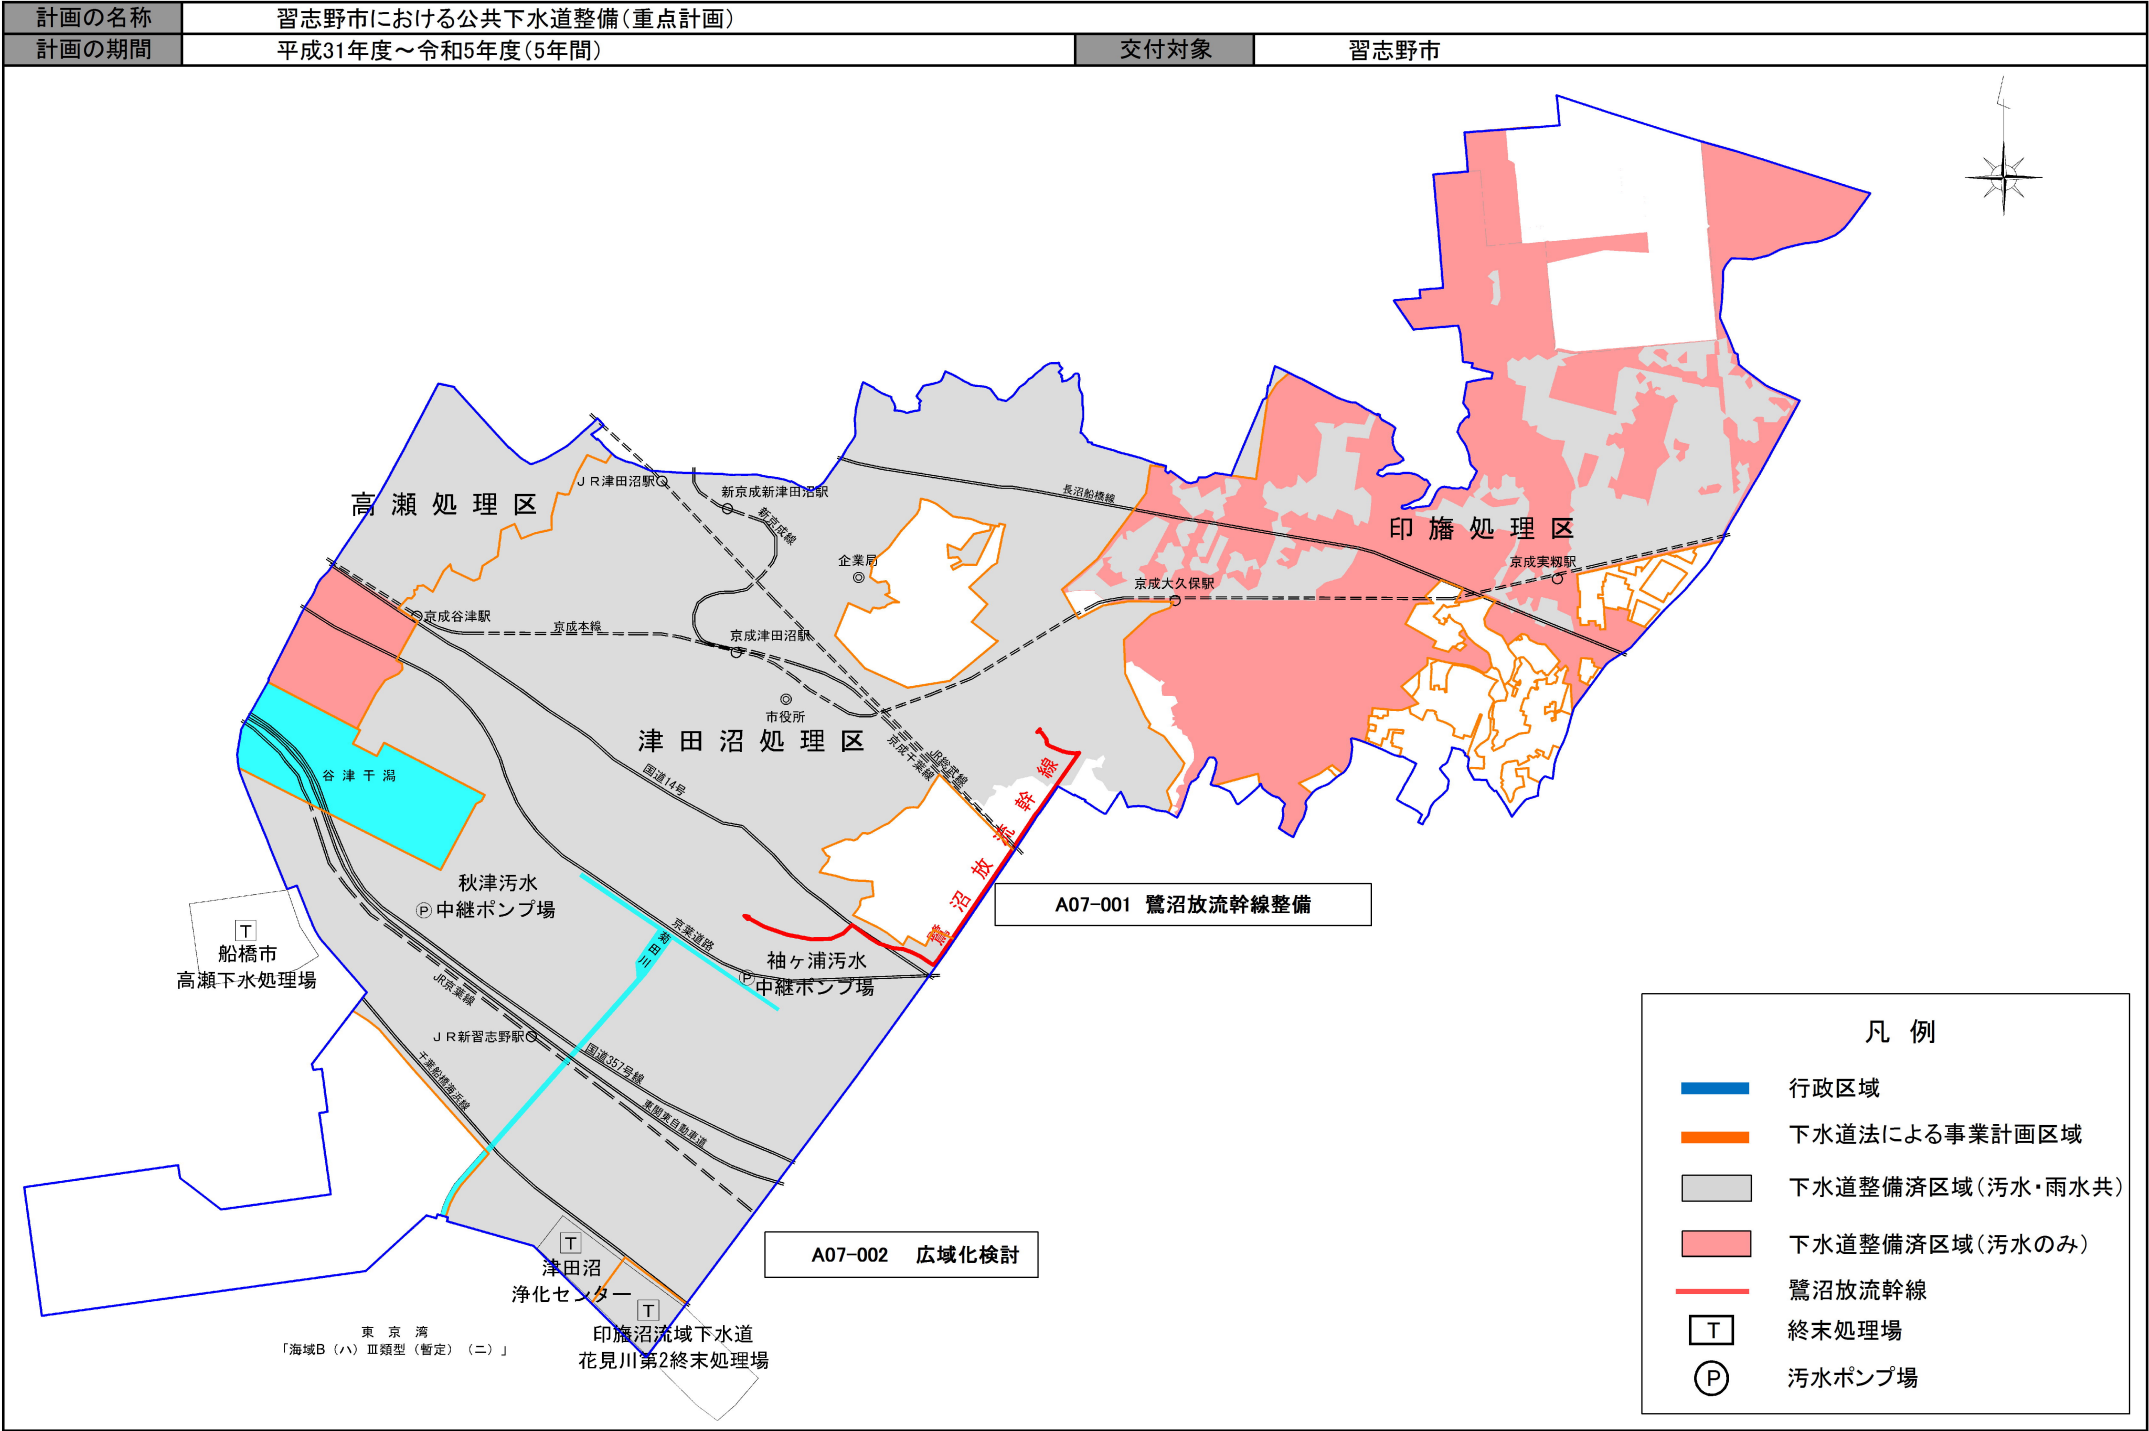 計画の名称
習志野市における公共下水道整備（重点計画）
計画の期間
平成31年度～令和5年度（5年間）
交付対象
習志野市
高瀬処理区
ＪＲ津田沼駅
新京成新津田沼駅
新京成線
長沼船橋線
印旛処理区
企業局
京成実籾駅
京成大久保駅
京成谷津駅
京成本線
京成津田沼駅
市役所
津田沼処理区
京成千葉線
JR総武線
国道14号
谷津干潟
鷺沼放流幹線
秋津汚水
Ⓟ中継ポンプ場
A07-001 鷺沼放流幹線整備
京葉道路
菊田川
袖ヶ浦汚水
Ⓟ中継ポンプ場
T
船橋市
高瀬下水処理場
JR京葉線
ＪＲ新習志野駅
国道357号線
千葉船橋海浜線
東関東自動車道
A07-002 広域化検討
T
津田沼
浄化センター
T
印旛沼流域下水道
花見川第2終末処理場
東京湾
「海域B（ハ）Ⅲ類型（暫定）（ニ）」
凡例
行政区域
下水道法による事業計画区域
下水道整備済区域（汚水・雨水共）
下水道整備済区域（汚水のみ）
鷺沼放流幹線
T 終末処理場
Ⓟ 汚水ポンプ場